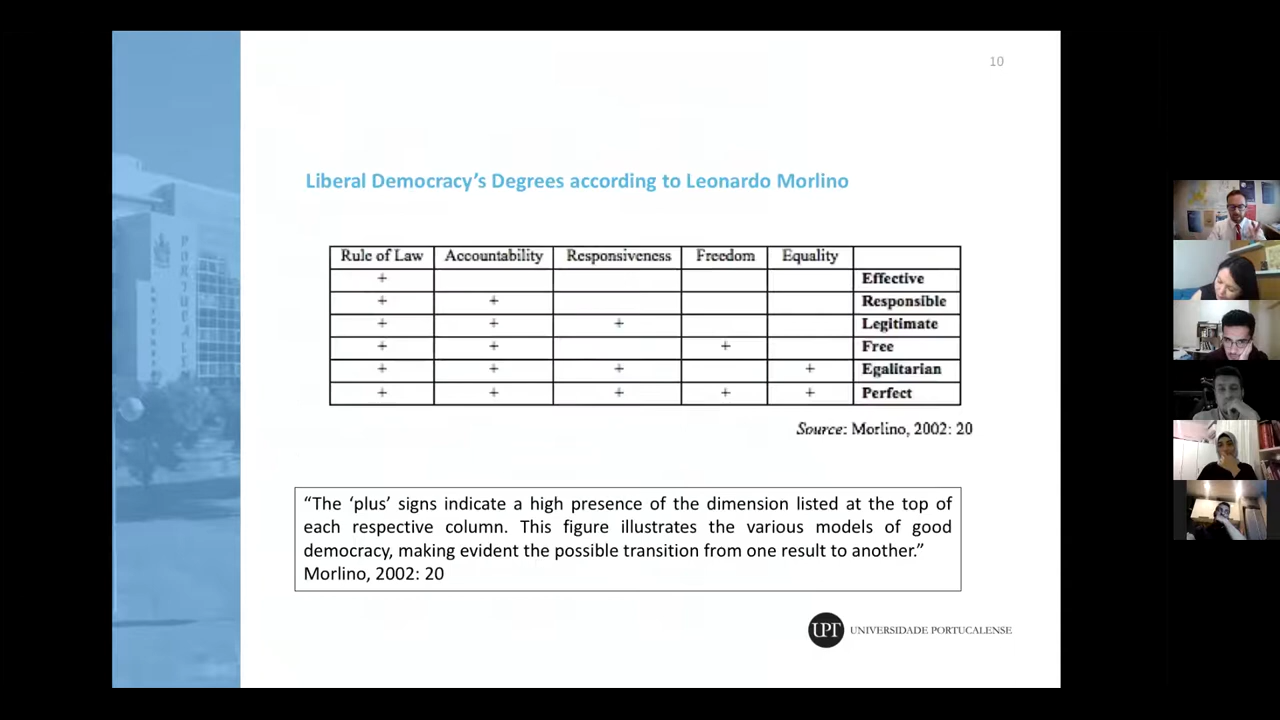 10
Liberal Democracy’s Degrees according to Leonardo Morlino
Rule of Law Accountability Responsiveness Freedom Equality
+ Effective
+ + Responsible
+ + + Legitimate
+ + + Free
+ + + + Egalitarian
+ + + + + Perfect
Source: Morlino, 2002: 20
“The ‘plus’ signs indicate a high presence of the dimension listed at the top of
each respective column. This figure illustrates the various models of good
democracy, making evident the possible transition from one result to another.”
Morlino, 2002: 20
UPT UNIVERSIDADE PORTUCALENSE